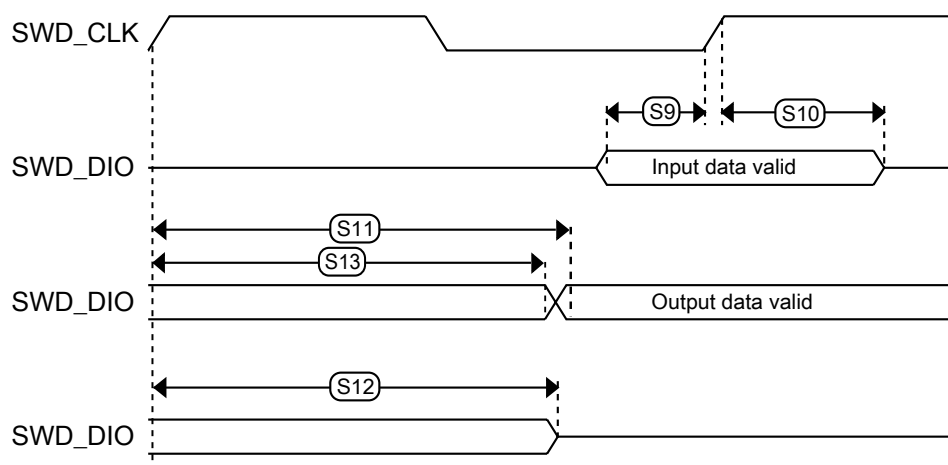 SWD_CLK
S9
S10
SWD_DIO
Input data valid
S11
S13
SWD_DIO
Output data valid
S12
SWD_DIO